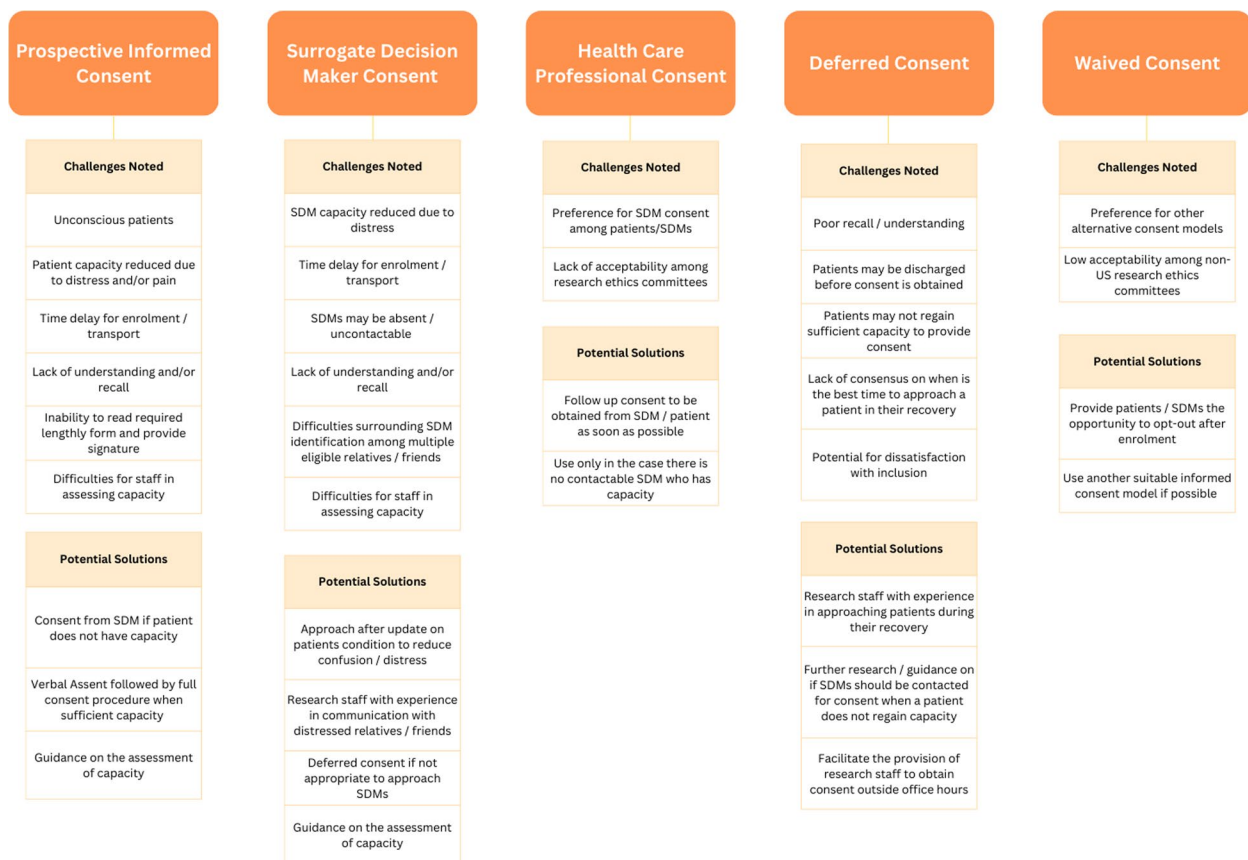 Prospective Informed
Consent
Challenges Noted
Unconscious patients
Patient capacity reduced due
to distress and/or pain
Time delay for enrolment /
transport
Lack of understanding and/or
recall
Inability to read required
lengthly form and provide
signature
Difficulties for staff in
assessing capacity
Potential Solutions
Consent from SDM if patient
does not have capacity
Verbal Assent followed by full
consent procedure when
sufficient capacity
Guidance on the assessment
of capacity
Surrogate Decision
Maker Consent
Challenges Noted
SDM capacity reduced due to
distress
Time delay for enrolment /
transport
SDMs may be absent /
uncontactable
Lack of understanding and/or
recall
Difficulties surrounding SDM
identification among multiple
eligible relatives / friends
Difficulties for staff in
assessing capacity
Potential Solutions
Approach after update on
patients condition to reduce
confusion / distress
Research staff with experience
in communication with
distressed relatives / friends
Deferred consent if not
appropriate to approach
SDMs
Guidance on the assessment
of capacity
Health Care
Professional Consent
Challenges Noted
Preference for SDM consent
among patients/SDMs
Lack of acceptability among
research ethics committees
Potential Solutions
Follow up consent to be
obtained from SDM / patient
as soon as possible
Use only in the case there is
no contactable SDM who has
capacity
Deferred Consent
Challenges Noted
Poor recall / understanding
Patients may be discharged
before consent is obtained
Patients may not regain
sufficient capacity to provide
consent
Lack of consensus on when is
the best time to approach a
patient in their recovery
Potential for dissatisfaction
with inclusion
Potential Solutions
Research staff with experience
in approaching patients during
their recovery
Further research / guidance on
if SDMs should be contacted
for consent when a patient
does not regain capacity
Facilitate the provision of
research staff to obtain
consent outside office hours
Waived Consent
Challenges Noted
Preference for other
alternative consent models
Low acceptability among non-
US research ethics
committees
Potential Solutions
Provide patients / SDMs the
opportunity to opt-out after
enrolment
Use another suitable informed
consent model if possible